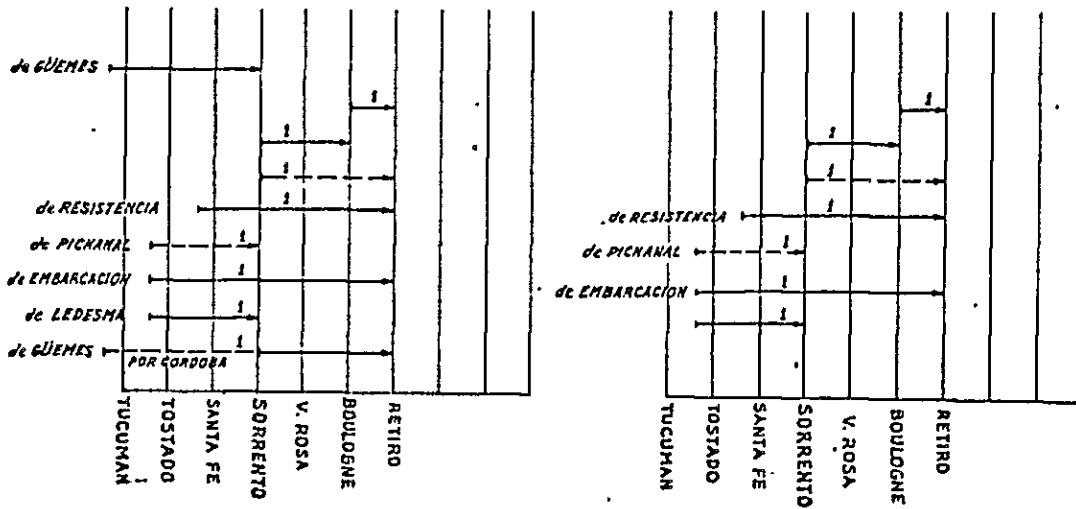 de GÜEMES
1
1
1
de RESISTENCIA 1
de PICHANAL 1
de EMBARCACION 1
de LEDESMA 1
de GÜEMES 1
POR CORDOBA
TUCUMAN
TOSTADO
SANTA FE
SORRENTO
V. ROSA
BOULOGNE
RETIRO
1
1
1
de RESISTENCIA 1
de PICHANAL 1
de EMBARCACION 1
1
TUCUMAN
TOSTADO
SANTA FE
SORRENTO
V. ROSA
BOULOGNE
RETIRO